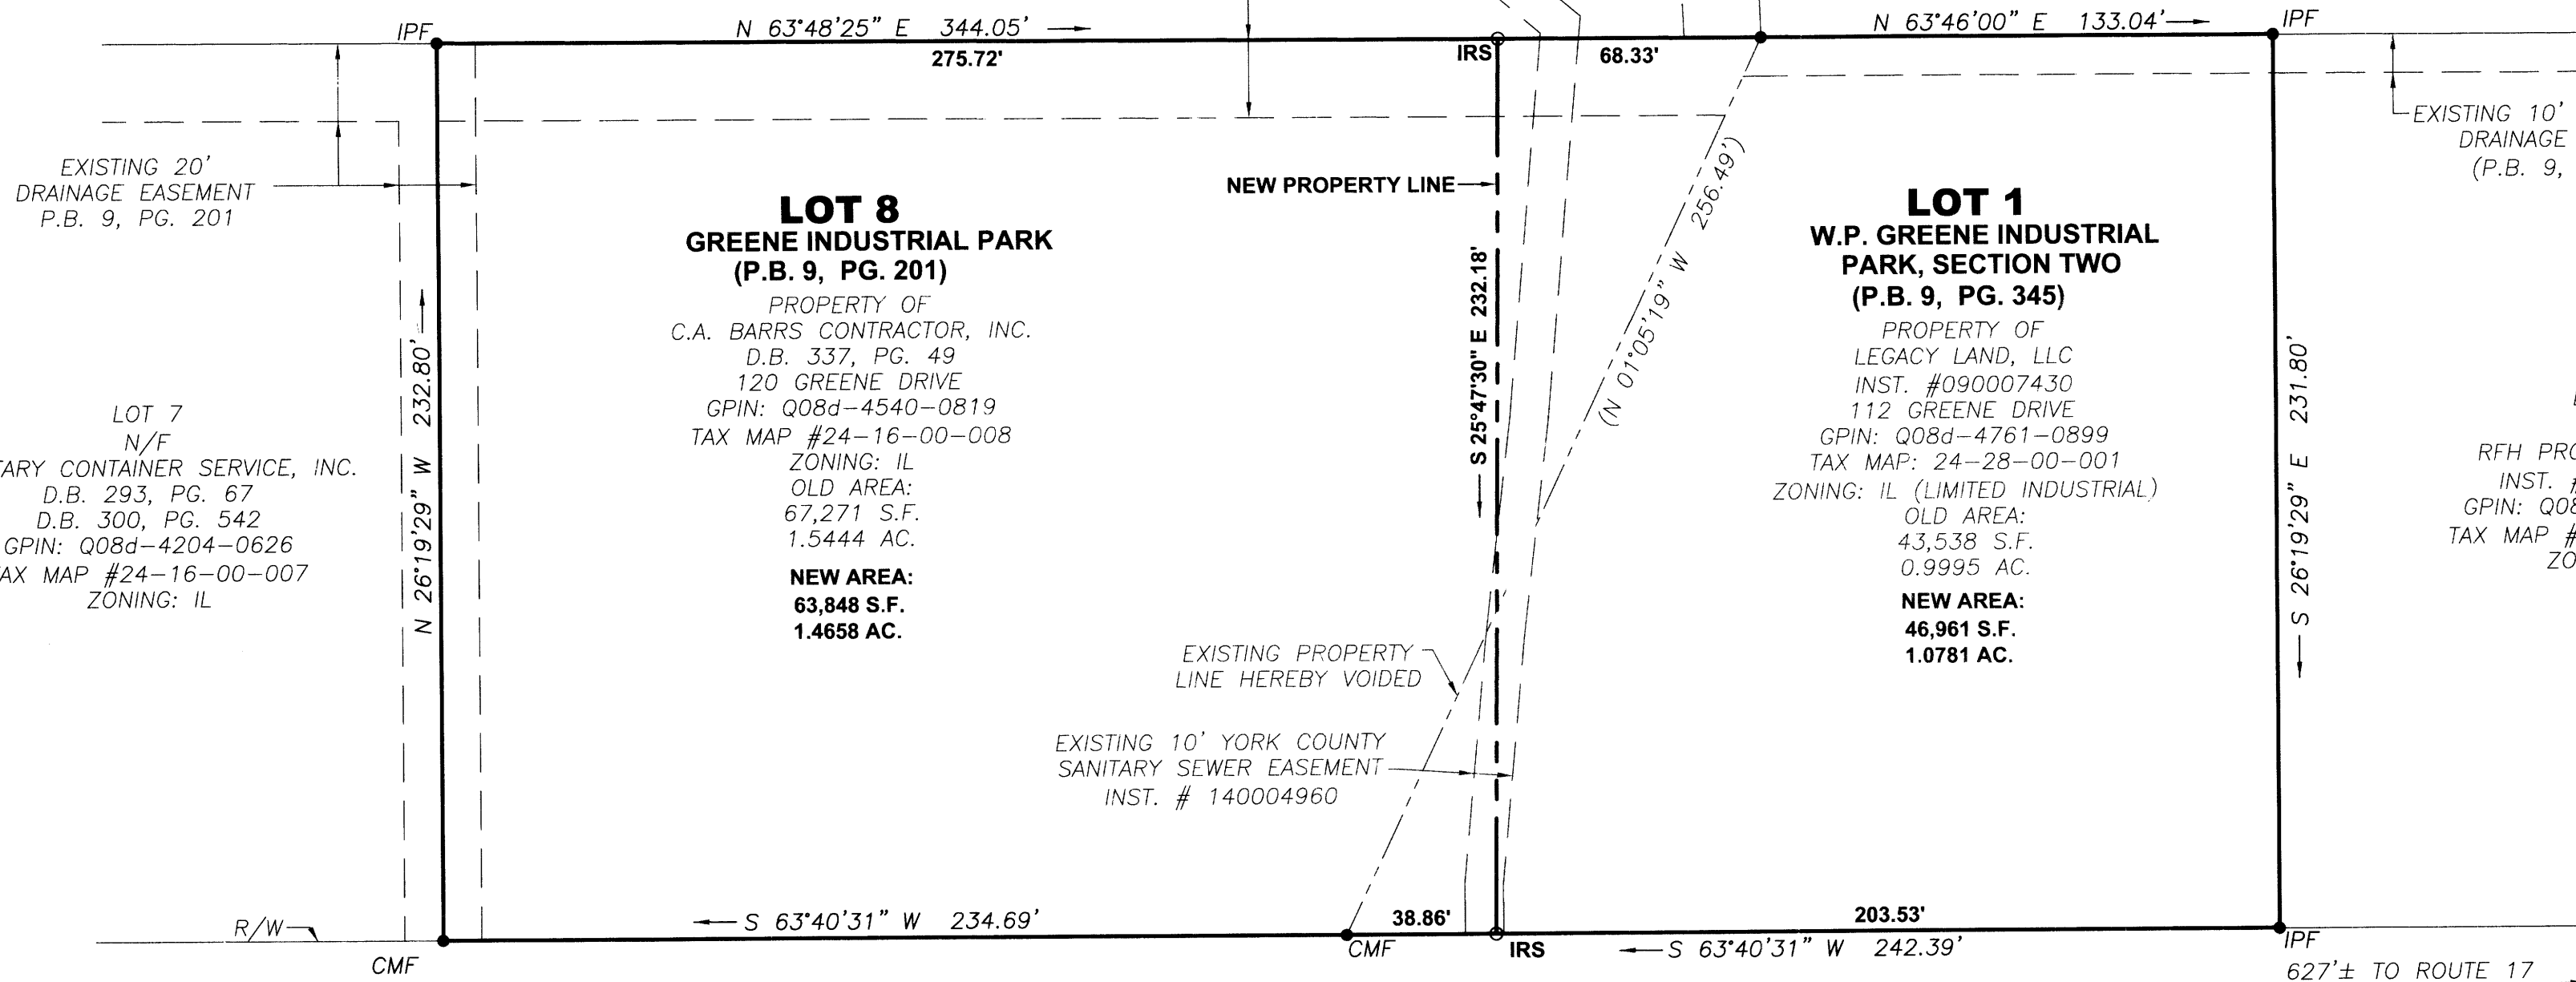 IPF
N 63°48'25" E 344.05'
275.72'
IRS
68.33'
N 63°46'00" E 133.04'
IPF
EXISTING 20'
DRAINAGE EASEMENT
P.B. 9, PG. 201
LOT 7
N/F
CONTAINER SERVICE, INC.
D.B. 293, PG. 67
D.B. 300, PG. 542
GPIN: Q08d-4204-0626
MAP #24-16-00-007
ZONING: IL
N 26°19'29" W 232.80'
LOT 8
GREENE INDUSTRIAL PARK
(P.B. 9, PG. 201)
PROPERTY OF
C.A. BARRS CONTRACTOR, INC.
D.B. 337, PG. 49
120 GREENE DRIVE
GPIN: Q08d-4540-0819
TAX MAP #24-16-00-008
ZONING: IL
OLD AREA:
67,271 S.F.
1.5444 AC.
NEW AREA:
63,848 S.F.
1.4658 AC.
NEW PROPERTY LINE
S 25°47'30" E 232.18'
(N 01°05'19" W 256.49')
EXISTING PROPERTY
LINE HEREBY VOIDED
EXISTING 10' YORK COUNTY
SANITARY SEWER EASEMENT
INST. # 140004960
LOT 1
W.P. GREENE INDUSTRIAL
PARK, SECTION TWO
(P.B. 9, PG. 345)
PROPERTY OF
LEGACY LAND, LLC
INST. #090007430
112 GREENE DRIVE
GPIN: Q08d-4761-0899
TAX MAP: 24-28-00-001
ZONING: IL (LIMITED INDUSTRIAL)
OLD AREA:
43,538 S.F.
0.9995 AC.
NEW AREA:
46,961 S.F.
1.0781 AC.
S 26°19'29" E 231.80'
EXISTING 10'
DRAINAGE
(P.B. 9,
RFH
INST.
GPIN:
TAX MAP #
R/W
CMF
S 63°40'31" W 234.69'
CMF
38.86'
IRS
203.53'
S 63°40'31" W 242.39'
IPF
627'± TO ROUTE 17